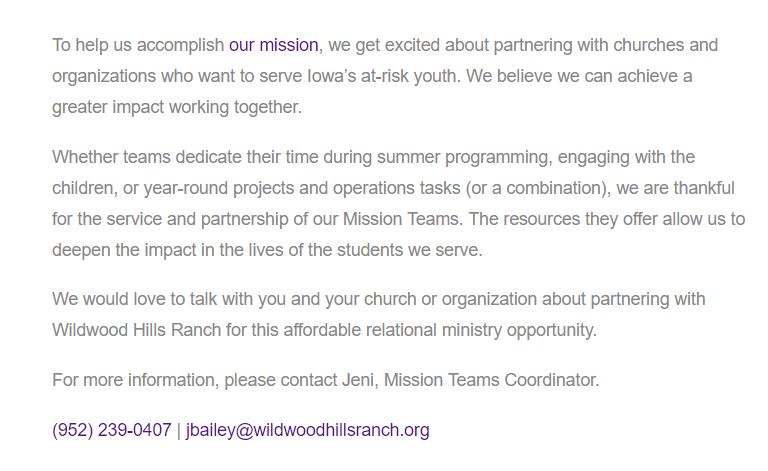 To help us accomplish our mission, we get excited about partnering with churches and
organizations who want to serve Iowa’s at-risk youth. We believe we can achieve a
greater impact working together.
Whether teams dedicate their time during summer programming, engaging with the
children, or year-round projects and operations tasks (or a combination), we are thankful
for the service and partnership of our Mission Teams. The resources they offer allow us to
deepen the impact in the lives of the students we serve.
We would love to talk with you and your church or organization about partnering with
Wildwood Hills Ranch for this affordable relational ministry opportunity.
For more information, please contact Jeni, Mission Teams Coordinator.
(952) 239-0407 | jbailey@wildwoodhillsranch.org